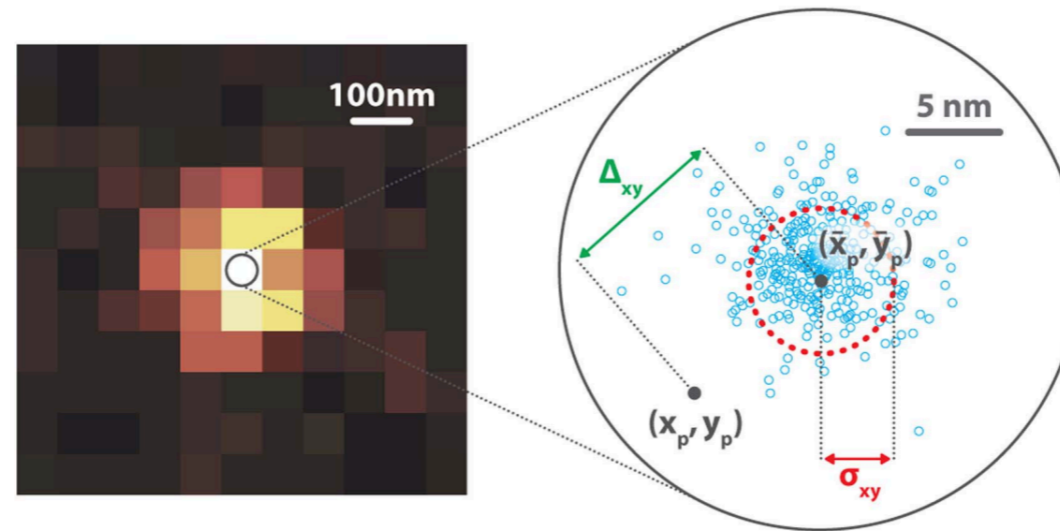 100nm
5 nm
Δxy
(x̄p, ȳp)
(xp, yp)
σxy